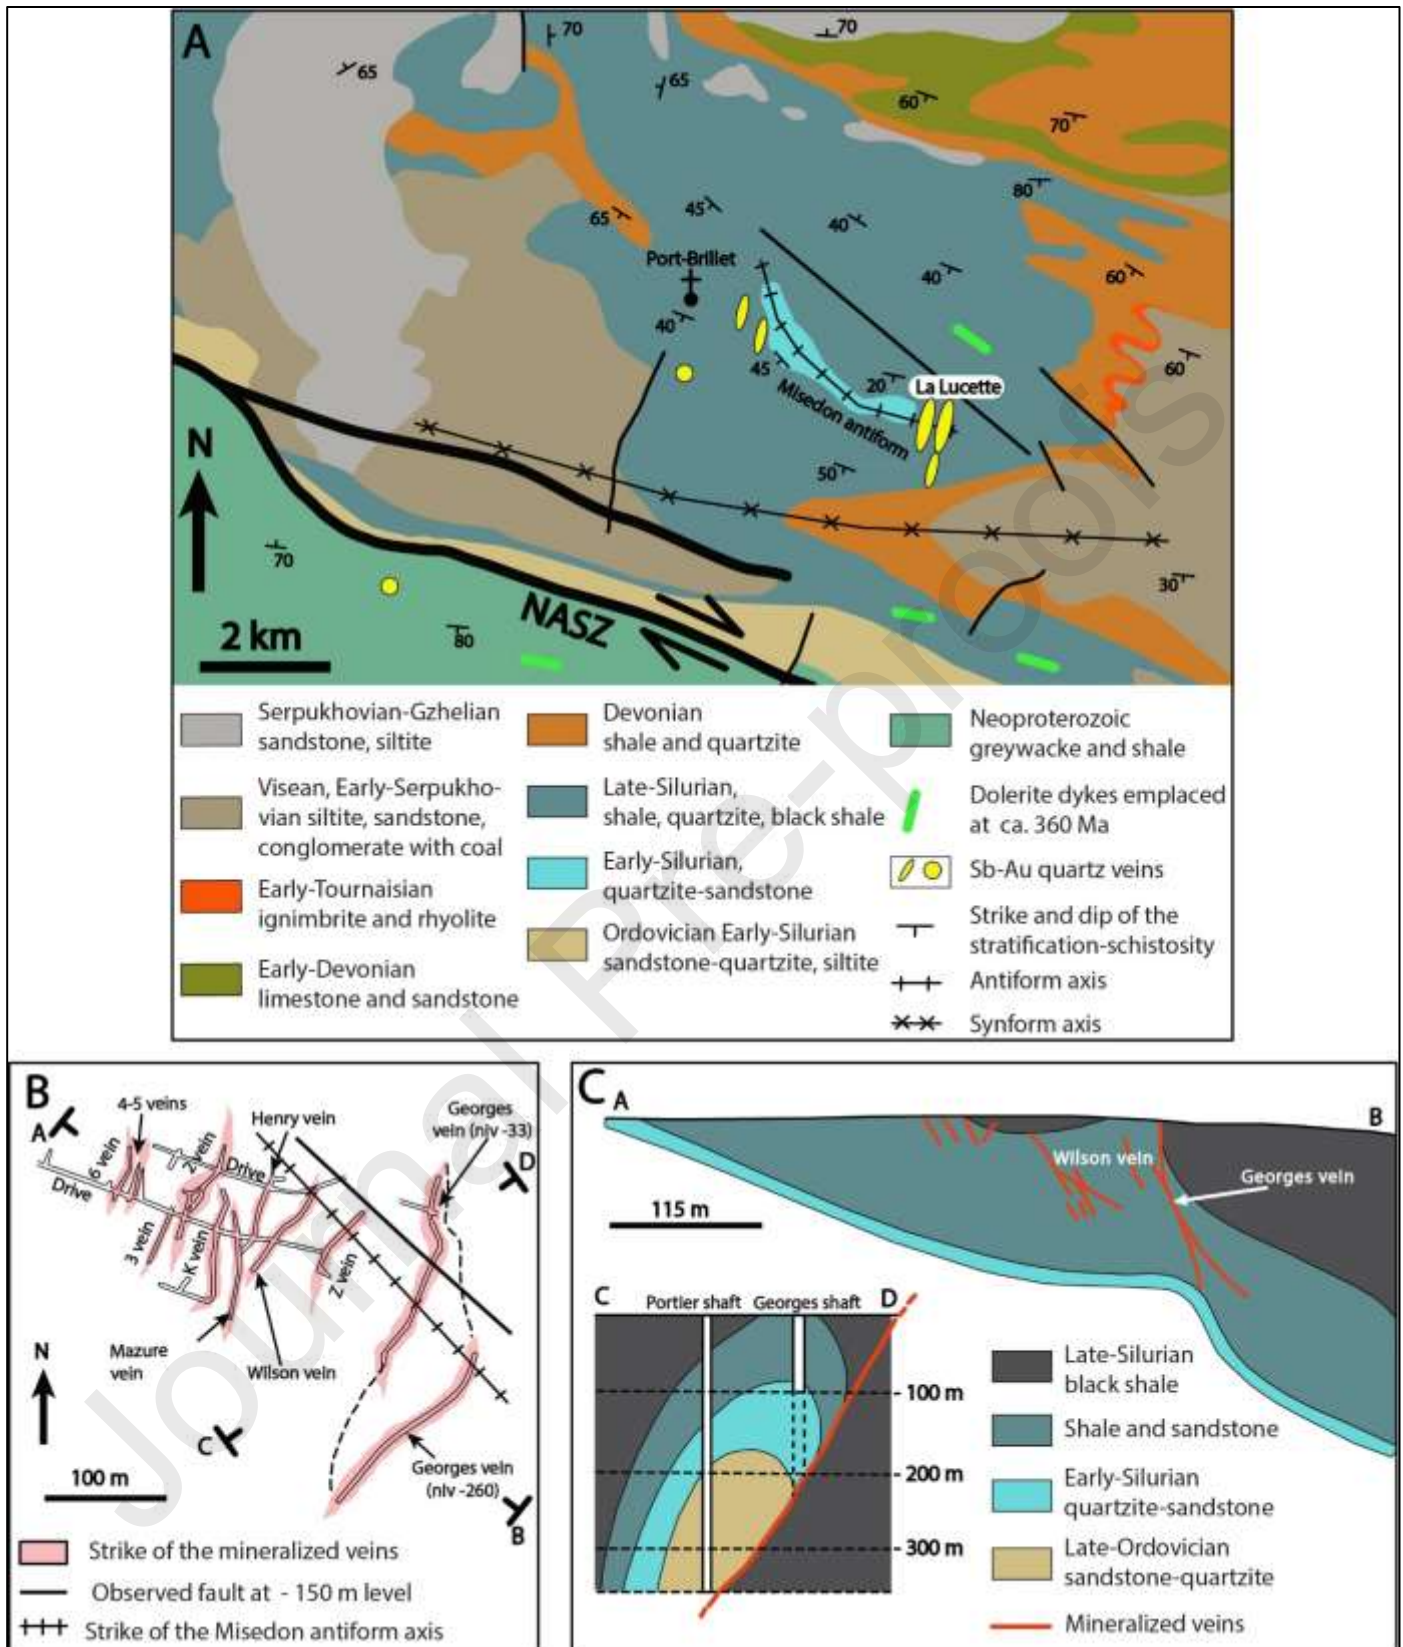 A
70
70
65
65
60
70
80
65
45
40
Port-Brillet
40
60
40
45
20
La Lucette
60
Misedon antiform
N
50
70
30
NASZ
80
2 km
Serpukhovian-Gzhelian
sandstone, siltite
Visean, Early-Serpukho-
vian siltite, sandstone,
conglomerate with coal
Early-Tournaisian
ignimbrite and rhyolite
Early-Devonian
limestone and sandstone
Devonian
shale and quartzite
Late-Silurian,
shale, quartzite, black shale
Early-Silurian,
quartzite-sandstone
Ordovician Early-Silurian
sandstone-quartzite, siltite
Neoproterozoic
greywacke and shale
Dolerite dykes emplaced
at ca. 360 Ma
Sb-Au quartz veins
Strike and dip of the
stratification-schistosity
Antiform axis
Synform axis
B
4-5 veins
Henry vein
Georges
vein (niv -33)
A
6 vein
2 vein
Drive
D
Drive
3 vein
K vein
Z vein
N
Mazure
vein
Wilson vein
C
100 m
Georges vein
(niv -260)
B
Strike of the mineralized veins
Observed fault at - 150 m level
Strike of the Misedon antiform axis
C
A
B
Wilson vein
Georges vein
115 m
C
Portier shaft
Georges shaft
D
100 m
200 m
300 m
Late-Silurian
black shale
Shale and sandstone
Early-Silurian
quartzite-sandstone
Late-Ordovician
sandstone-quartzite
Mineralized veins
Journal Pre-proofs